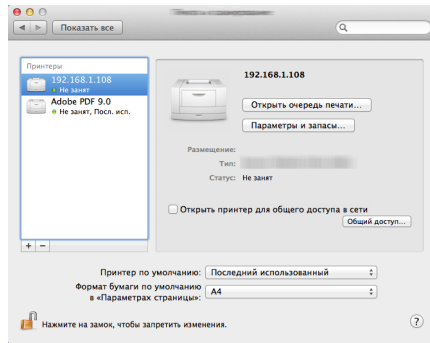 Показать все
Принтеры
192.168.1.108
Не занят
Adobe PDF 9.0
Не занят, Посл. исп.
192.168.1.108
Открыть очередь печати...
Параметры и запасы...
Размещение:
Тип:
Статус: Не занят
Открыть принтер для общего доступа в сети
Общий доступ...
+ −
Принтер по умолчанию: Последний использованный
Формат бумаги по умолчанию
в «Параметрах страницы»: A4
Нажмите на замок, чтобы запретить изменения.
?